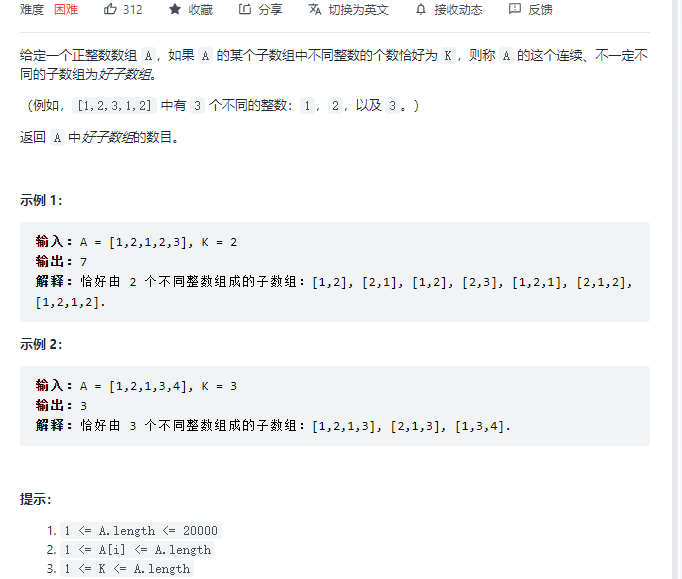 难度 困难 312 收藏 分享 切换为英文 接收动态 反馈
给定一个正整数数组 A，如果 A 的某个子数组中不同整数的个数恰好为 K，则称 A 的这个连续、不一定不
同的子数组为好子数组。
（例如，[1,2,3,1,2] 中有 3 个不同的整数：1，2，以及 3。）
返回 A 中好子数组的数目。
示例 1：
输入：A = [1,2,1,2,3], K = 2
输出：7
解释：恰好由 2 个不同整数组成的子数组：[1,2], [2,1], [1,2], [2,3], [1,2,1], [2,1,2],
[1,2,1,2].
示例 2：
输入：A = [1,2,1,3,4], K = 3
输出：3
解释：恰好由 3 个不同整数组成的子数组：[1,2,1,3], [2,1,3], [1,3,4].
提示：
1. 1 <= A.length <= 20000
2. 1 <= A[i] <= A.length
3. 1 <= K <= A.length